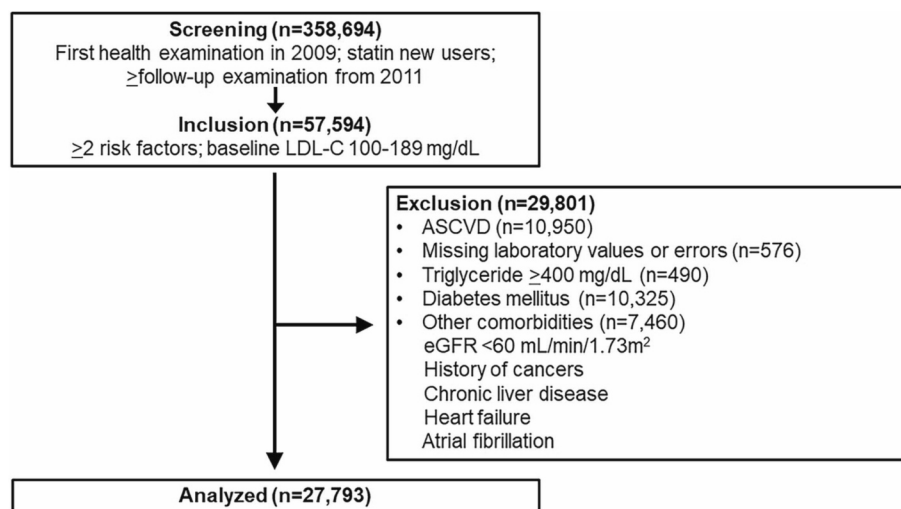 Screening (n=358,694)
First health examination in 2009; statin new users;
≥follow-up examination from 2011
Inclusion (n=57,594)
≥2 risk factors; baseline LDL-C 100-189 mg/dL
Exclusion (n=29,801)
• ASCVD (n=10,950)
• Missing laboratory values or errors (n=576)
• Triglyceride ≥400 mg/dL (n=490)
• Diabetes mellitus (n=10,325)
• Other comorbidities (n=7,460)
eGFR <60 mL/min/1.73m²
History of cancers
Chronic liver disease
Heart failure
Atrial fibrillation
Analyzed (n=27,793)